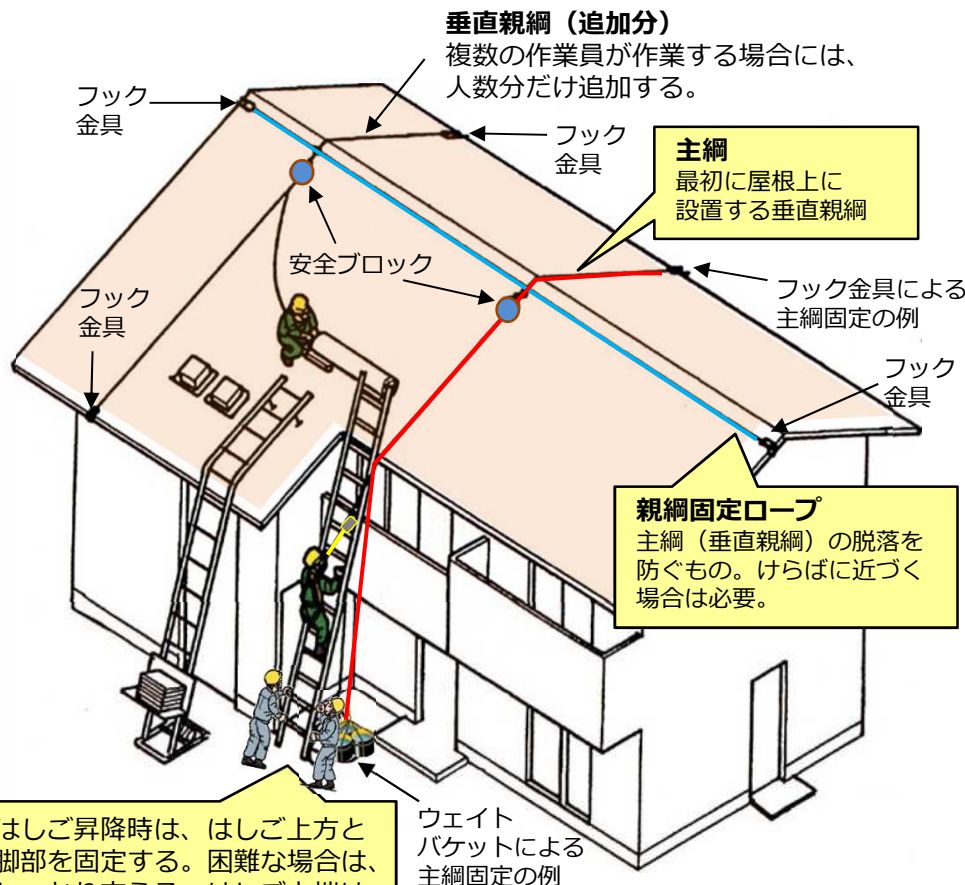 垂直親綱（追加分）
複数の作業員が作業する場合には、
人数分だけ追加する。
フック
金具
フック
金具
主綱
最初に屋根上に
設置する垂直親綱
安全ブロック
フック
金具
フック金具による
主綱固定の例
フック
金具
親綱固定ロープ
主綱（垂直親綱）の脱落を
防ぐもの。けらばに近づく
場合は必要。
はしご昇降時は、はしご上方と
脚部を固定する。困難な場合は、
ウェイト
バケットによる
主綱固定の例